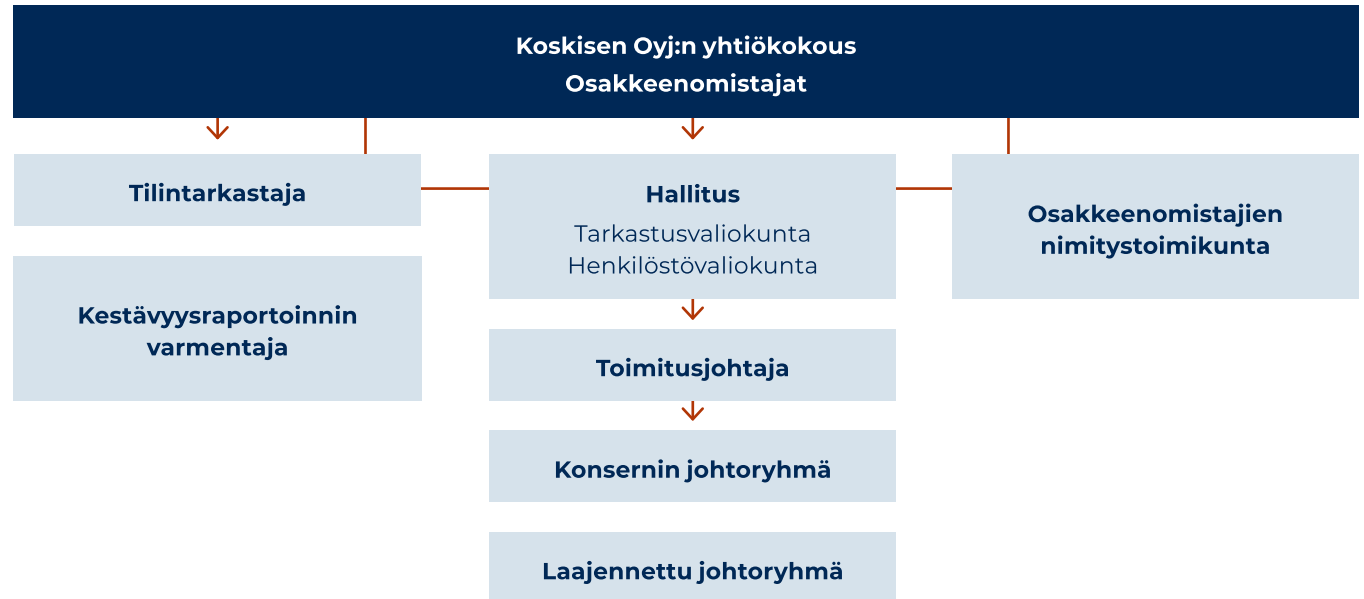 Koskisen Oyj:n yhtiökokous
Osakkeenomistajat
Tilintarkastaja
Kestävyysraportoinnin
varmentaja
Hallitus
Tarkastusvaliokunta
Henkilöstövaliokunta
Osakkeenomistajien
nimitystoimikunta
Toimitusjohtaja
Konsernin johtoryhmä
Laajennettu johtoryhmä